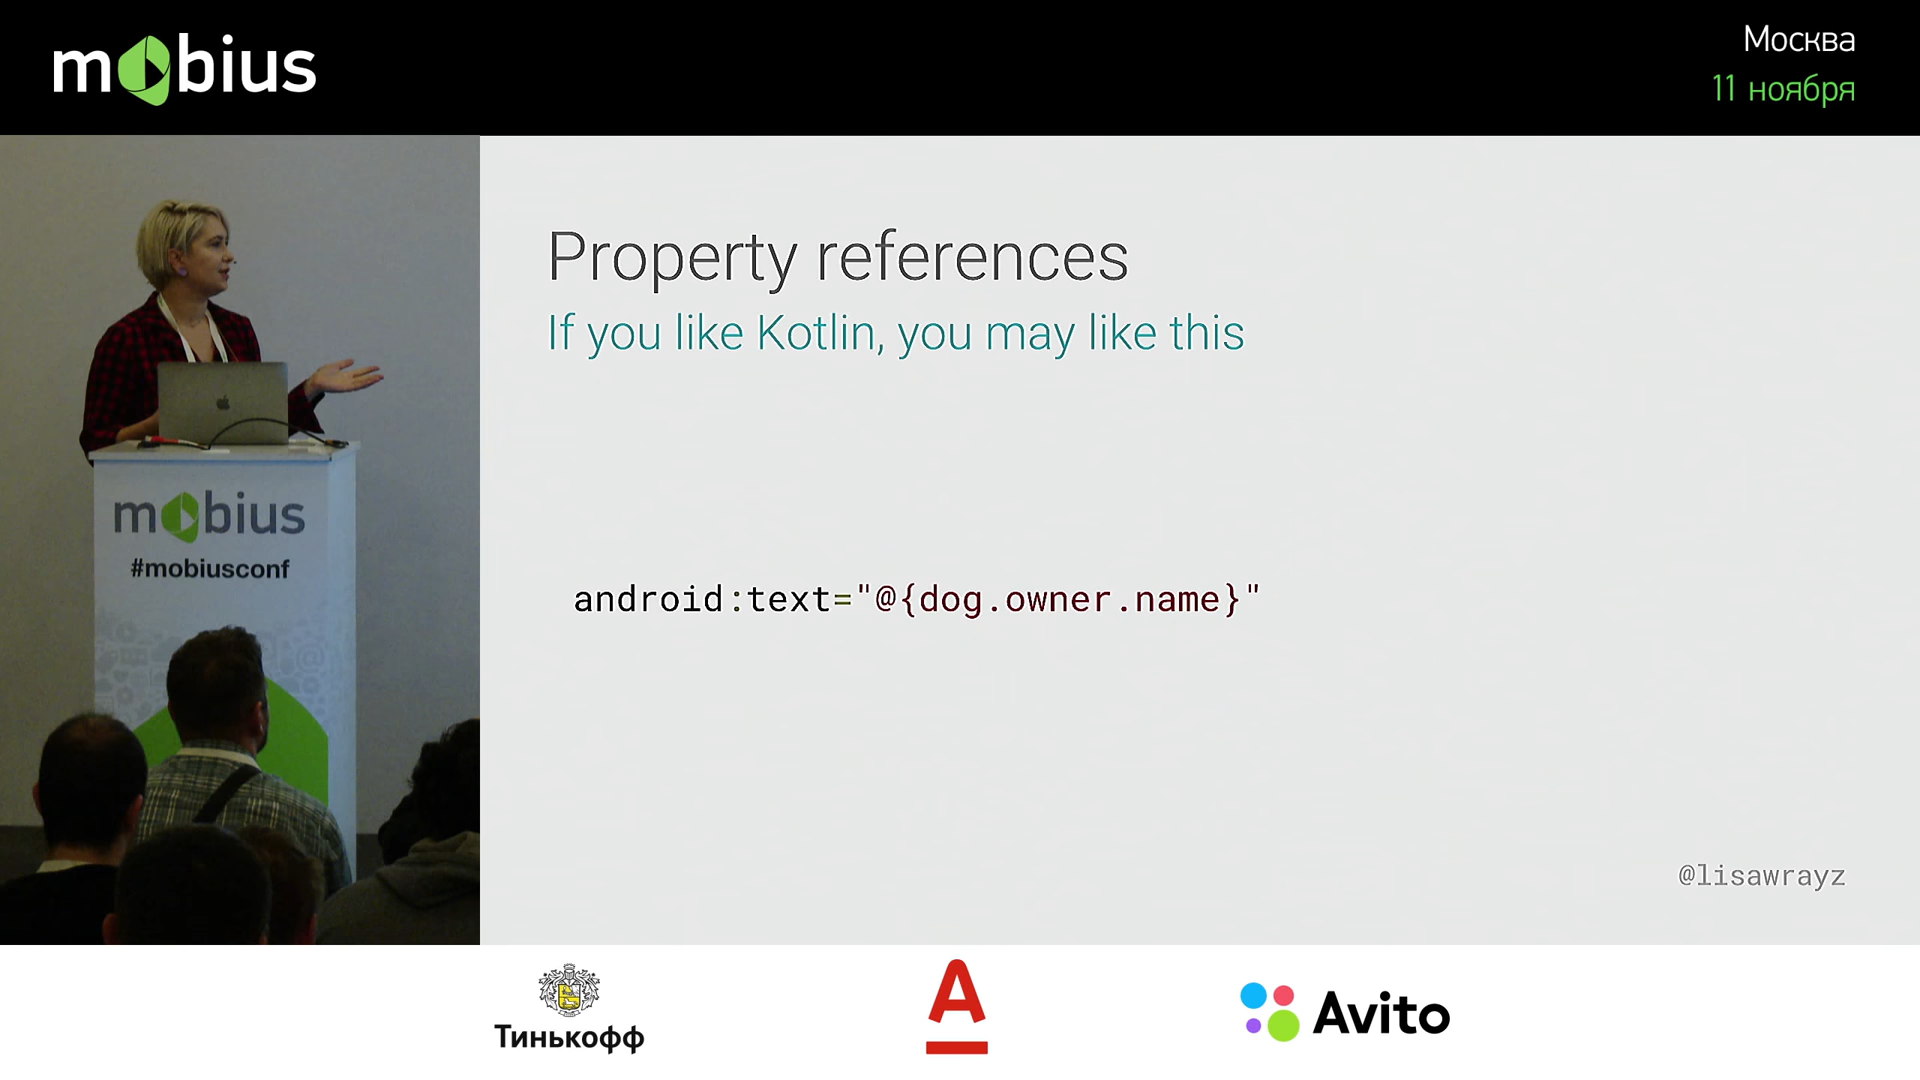 mobius
Москва
11 ноября
Property references
If you like Kotlin, you may like this
android:text="@{dog.owner.name}"
@lisawrayz
mobius
#mobiusconf
Тинькофф
A
Avito